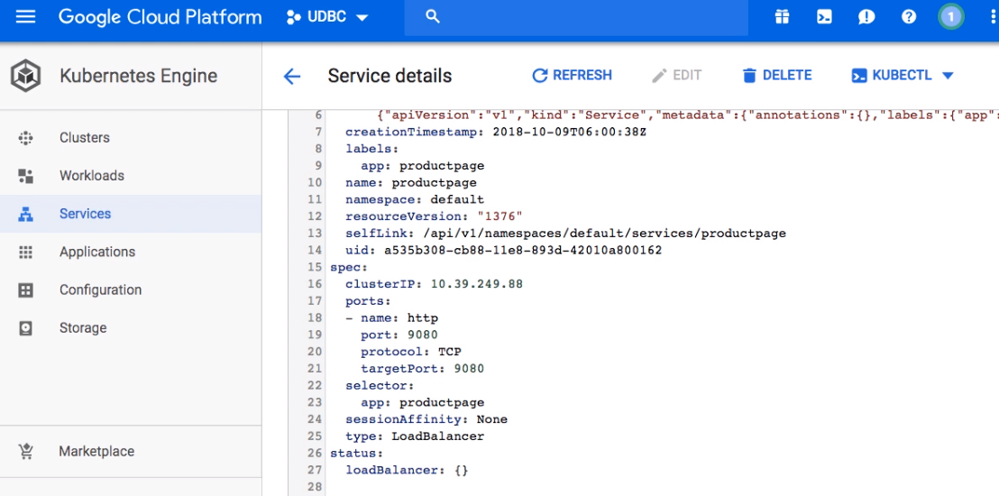 Google Cloud Platform UDBC 1
Kubernetes Engine
Service details REFRESH EDIT DELETE KUBECTL
Clusters
Workloads
Services
Applications
Configuration
Storage
Marketplace
6 {"apiVersion":"v1","kind":"Service","metadata":{"annotations":{},"labels":{"app":
7 creationTimestamp: 2018-10-09T06:00:38Z
8 labels:
9 app: productpage
10 name: productpage
11 namespace: default
12 resourceVersion: "1376"
13 selfLink: /api/v1/namespaces/default/services/productpage
14 uid: a535b308-cb88-11e8-893d-42010a800162
15 spec:
16 clusterIP: 10.39.249.88
17 ports:
18 - name: http
19 port: 9080
20 protocol: TCP
21 targetPort: 9080
22 selector:
23 app: productpage
24 sessionAffinity: None
25 type: LoadBalancer
26 status:
27 loadBalancer: {}
28